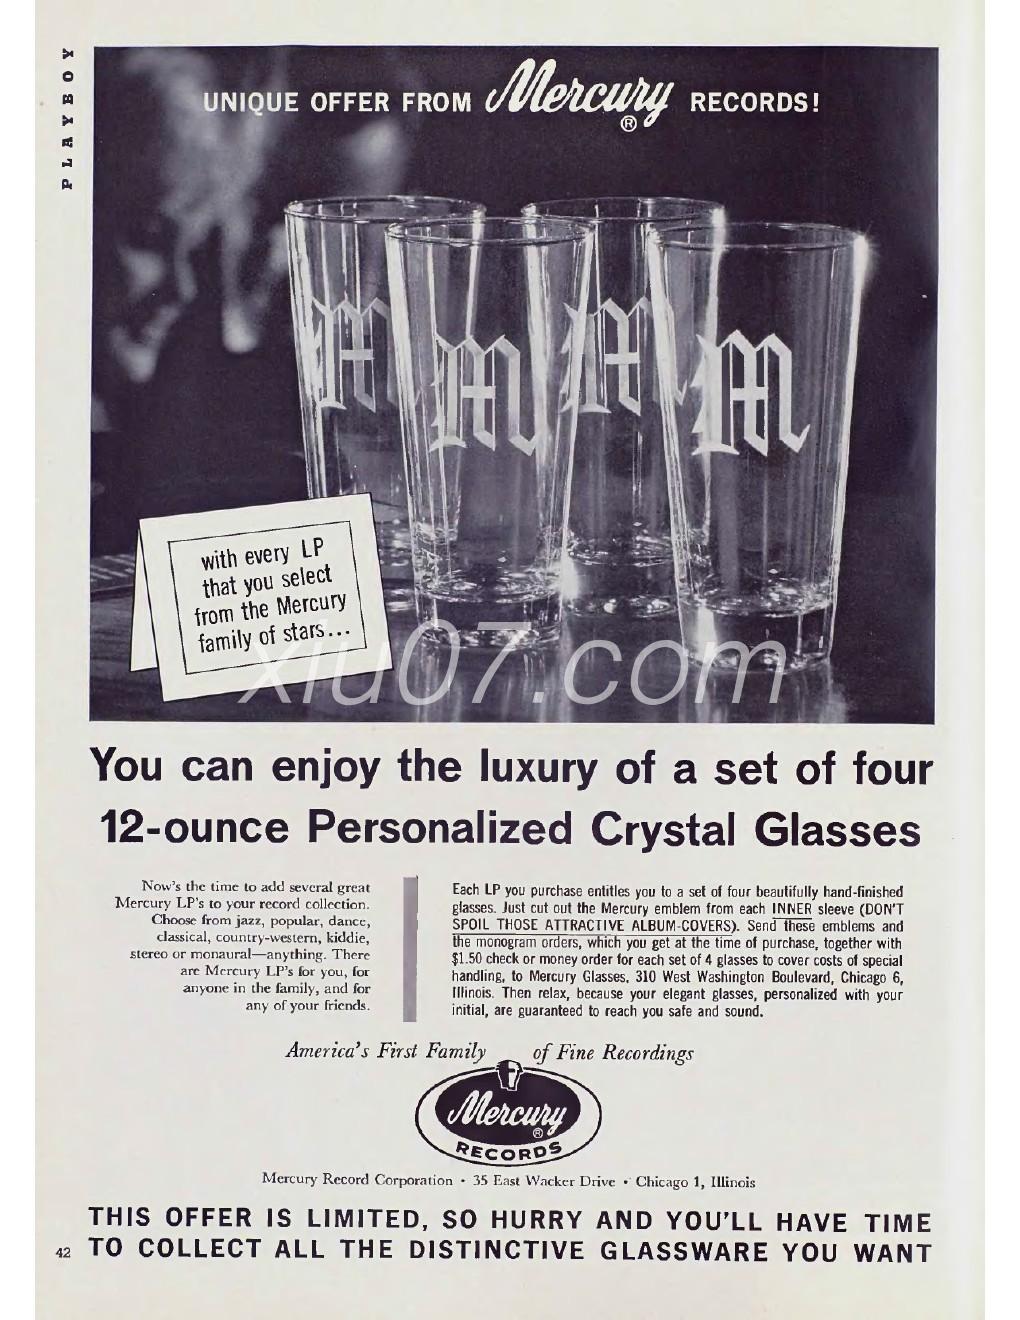 PLAYBOY
UNIQUE OFFER FROM Mercury RECORDS!
®
M M M M
with every LP
that you select
from the Mercury
family of stars...
xiu07.com
You can enjoy the luxury of a set of four
12-ounce Personalized Crystal Glasses
Now's the time to add several great
Mercury LP's to your record collection.
Choose from jazz, popular, dance,
classical, country-western, kiddie,
stereo or monaural—anything. There
are Mercury LP's for you, for
anyone in the family, and for
any of your friends.
Each LP you purchase entitles you to a set of four beautifully hand-finished
glasses. Just cut out the Mercury emblem from each INNER sleeve (DON'T
SPOIL THOSE ATTRACTIVE ALBUM-COVERS). Send these emblems and
the monogram orders, which you get at the time of purchase, together with
$1.50 check or money order for each set of 4 glasses to cover costs of special
handling, to Mercury Glasses, 310 West Washington Boulevard, Chicago 6,
Illinois. Then relax, because your elegant glasses, personalized with your
initial, are guaranteed to reach you safe and sound.
America's First Family of Fine Recordings
Mercury
®
RECORDS
Mercury Record Corporation • 35 East Wacker Drive • Chicago 1, Illinois
THIS OFFER IS LIMITED, SO HURRY AND YOU'LL HAVE TIME
42 TO COLLECT ALL THE DISTINCTIVE GLASSWARE YOU WANT